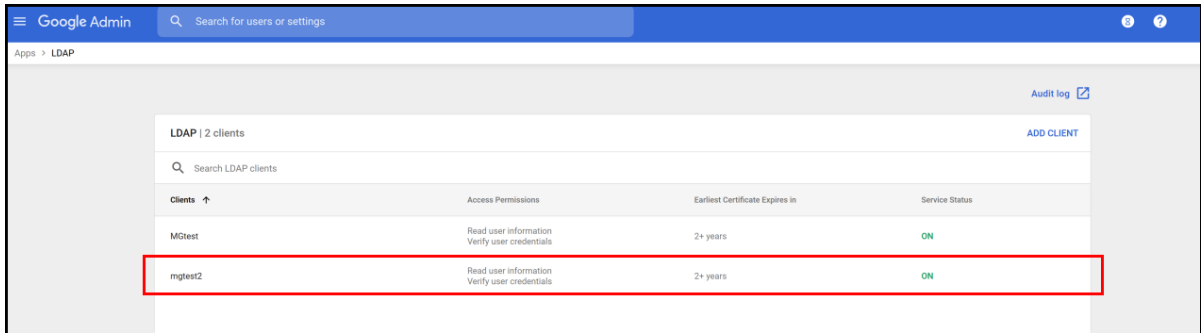 Google Admin
Search for users or settings
Apps > LDAP
Audit log
LDAP | 2 clients
ADD CLIENT
Search LDAP clients
Clients ↑ Access Permissions Earliest Certificate Expires in Service Status
MGtest Read user information 2+ years ON
Verify user credentials
mgtest2 Read user information 2+ years ON
Verify user credentials